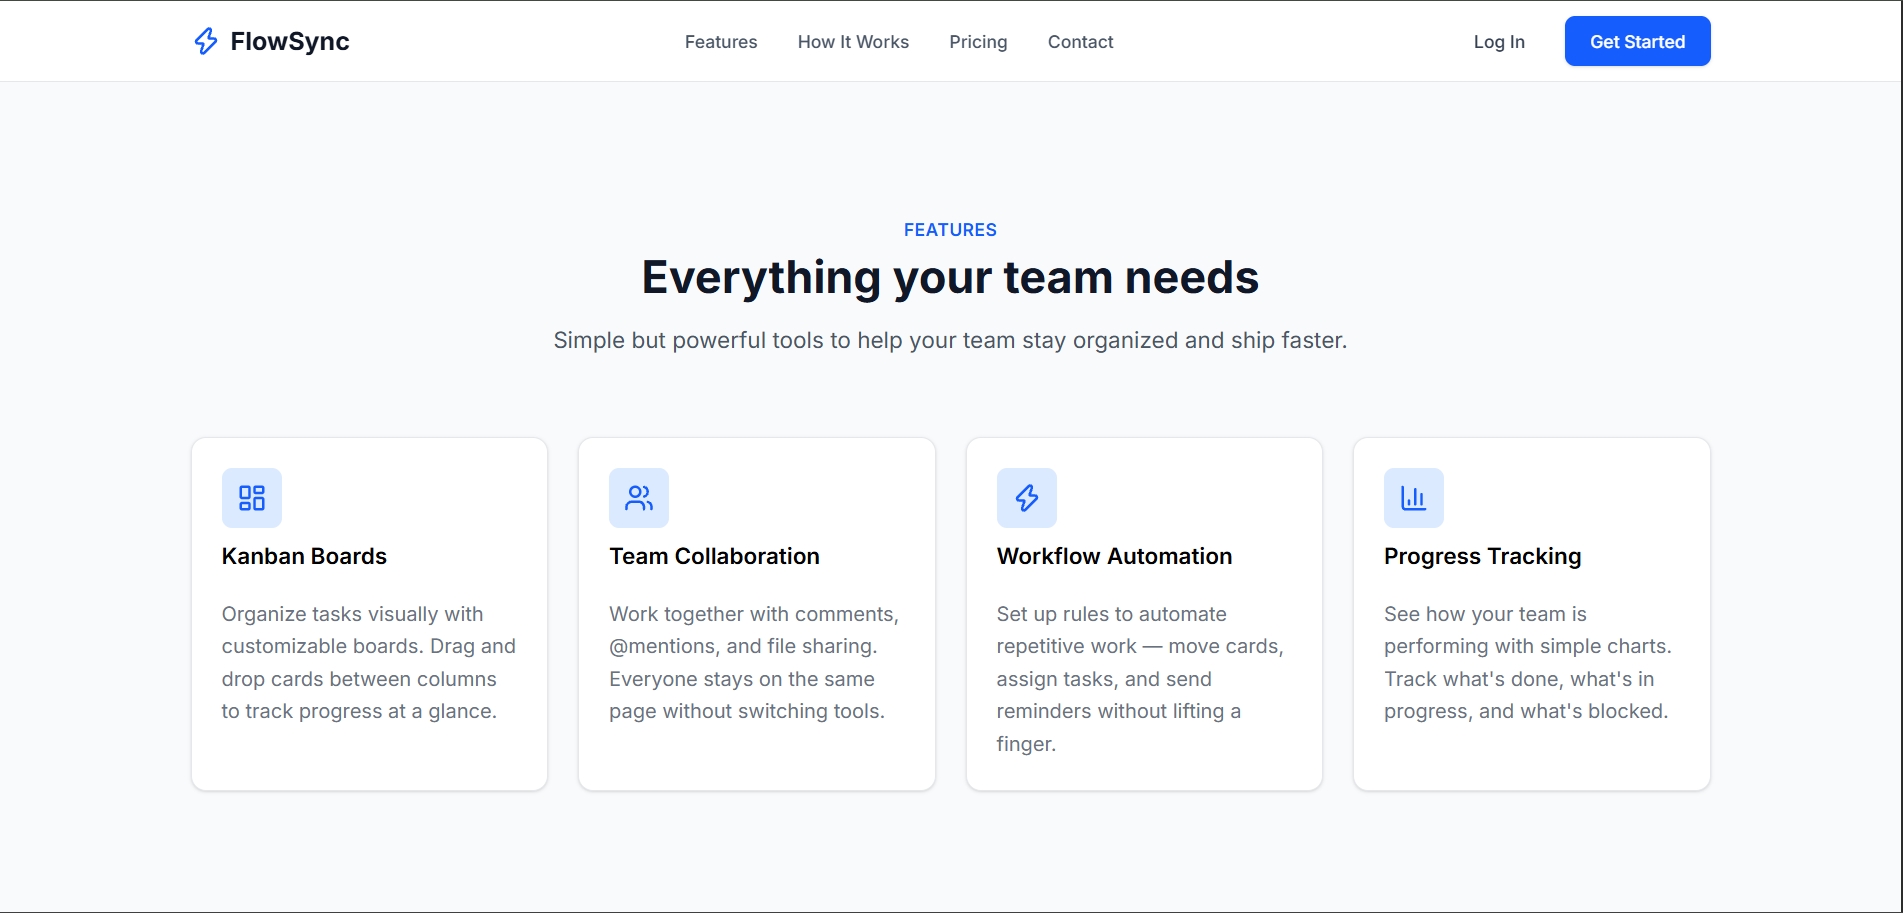 FlowSync
Features
How It Works
Pricing
Contact
Log In
Get Started
FEATURES
Everything your team needs
Simple but powerful tools to help your team stay organized and ship faster.
Kanban Boards
Organize tasks visually with
customizable boards. Drag and
drop cards between columns
to track progress at a glance.
Team Collaboration
Work together with comments,
@mentions, and file sharing.
Everyone stays on the same
page without switching tools.
Workflow Automation
Set up rules to automate
repetitive work — move cards,
assign tasks, and send
reminders without lifting a
finger.
Progress Tracking
See how your team is
performing with simple charts.
Track what's done, what's in
progress, and what's blocked.